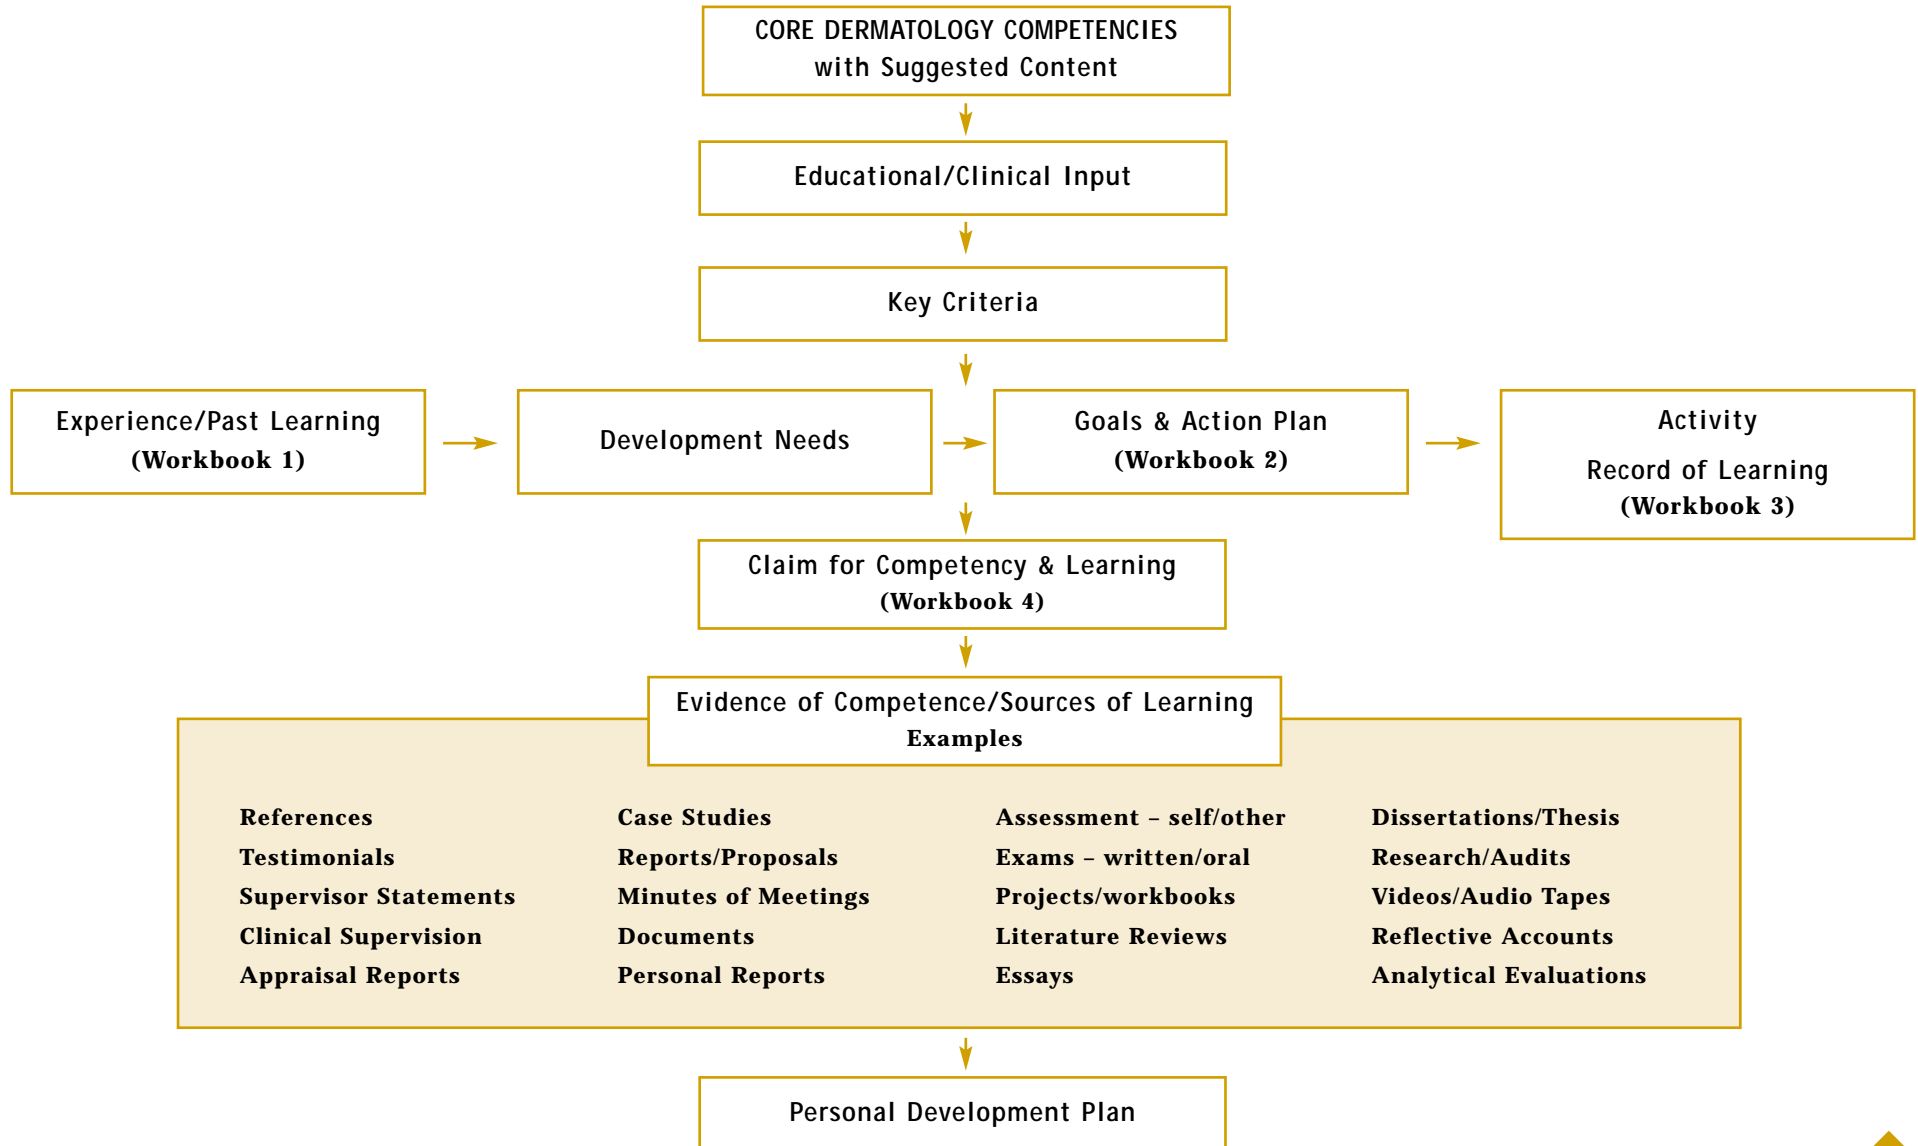 CORE DERMATOLOGY COMPETENCIES
with Suggested Content
Educational/Clinical Input
Key Criteria
Experience/Past Learning
(Workbook 1)
Development Needs
Goals & Action Plan
(Workbook 2)
Activity
Record of Learning
(Workbook 3)
Claim for Competency & Learning
(Workbook 4)
Evidence of Competence/Sources of Learning
Examples
References
Testimonials
Supervisor Statements
Clinical Supervision
Appraisal Reports
Case Studies
Reports/Proposals
Minutes of Meetings
Documents
Personal Reports
Assessment – self/other
Exams – written/oral
Projects/workbooks
Literature Reviews
Essays
Dissertations/Thesis
Research/Audits
Videos/Audio Tapes
Reflective Accounts
Analytical Evaluations
Personal Development Plan